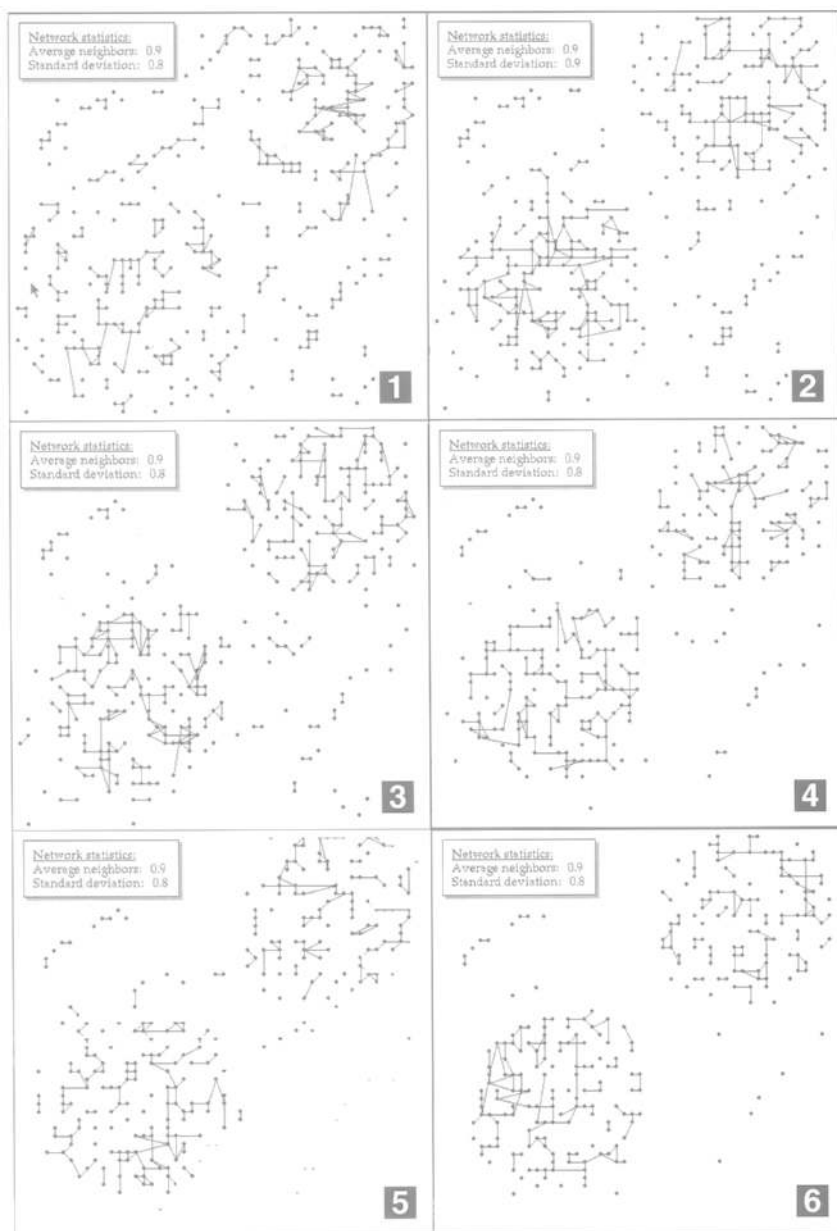 Network statistics:
Average neighbors: 0.9
Standard deviation: 0.8
1
Network statistics:
Average neighbors: 0.9
Standard deviation: 0.9
2
Network statistics:
Average neighbors: 0.9
Standard deviation: 0.8
3
Network statistics:
Average neighbors: 0.9
Standard deviation: 0.8
4
Network statistics:
Average neighbors: 0.9
Standard deviation: 0.8
5
Network statistics:
Average neighbors: 0.9
Standard deviation: 0.8
6